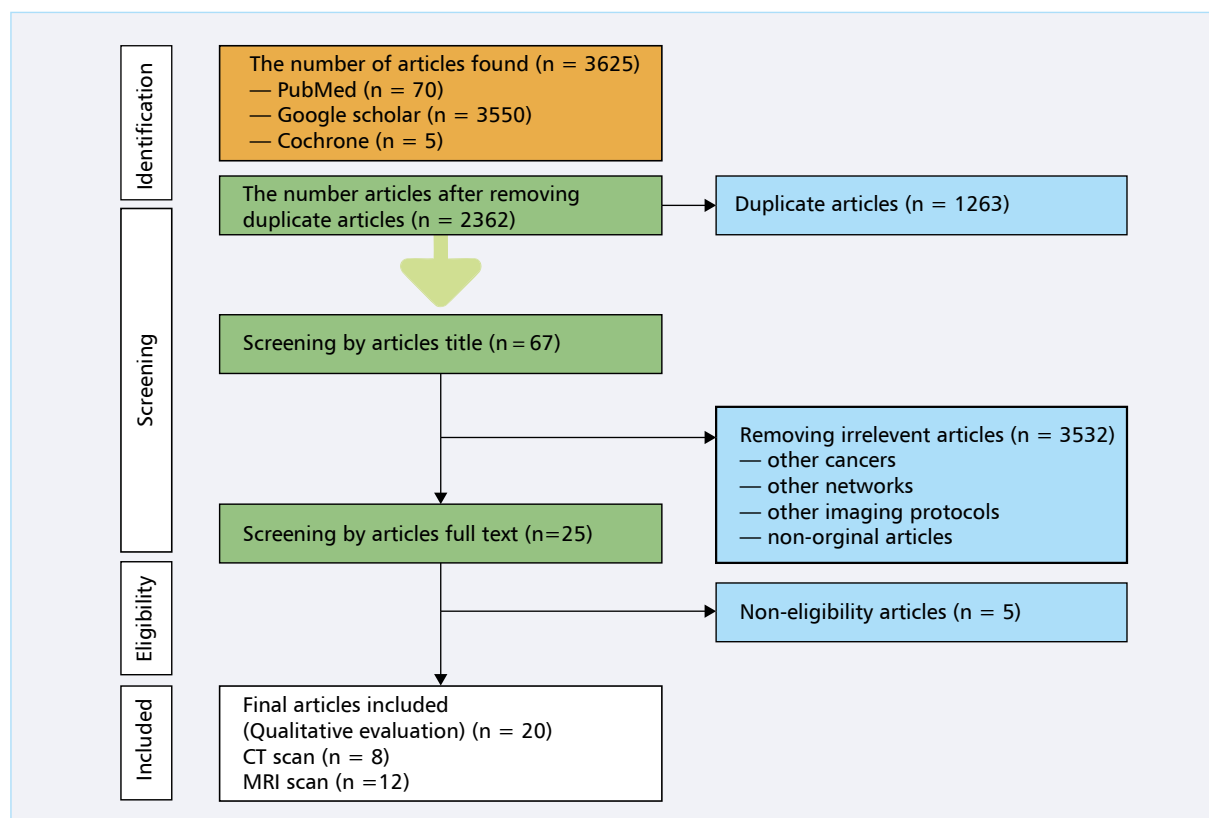 Identification
The number of articles found (n = 3625)
— PubMed (n = 70)
— Google scholar (n = 3550)
— Cochrone (n = 5)
The number articles after removing
duplicate articles (n = 2362)
Duplicate articles (n = 1263)
Screening
Screening by articles title (n = 67)
Removing irrelevent articles (n = 3532)
— other cancers
— other networks
— other imaging protocols
— non-orginal articles
Screening by articles full text (n=25)
Eligibility
Non-eligibility articles (n = 5)
Included
Final articles included
(Qualitative evaluation) (n = 20)
CT scan (n = 8)
MRI scan (n =12)